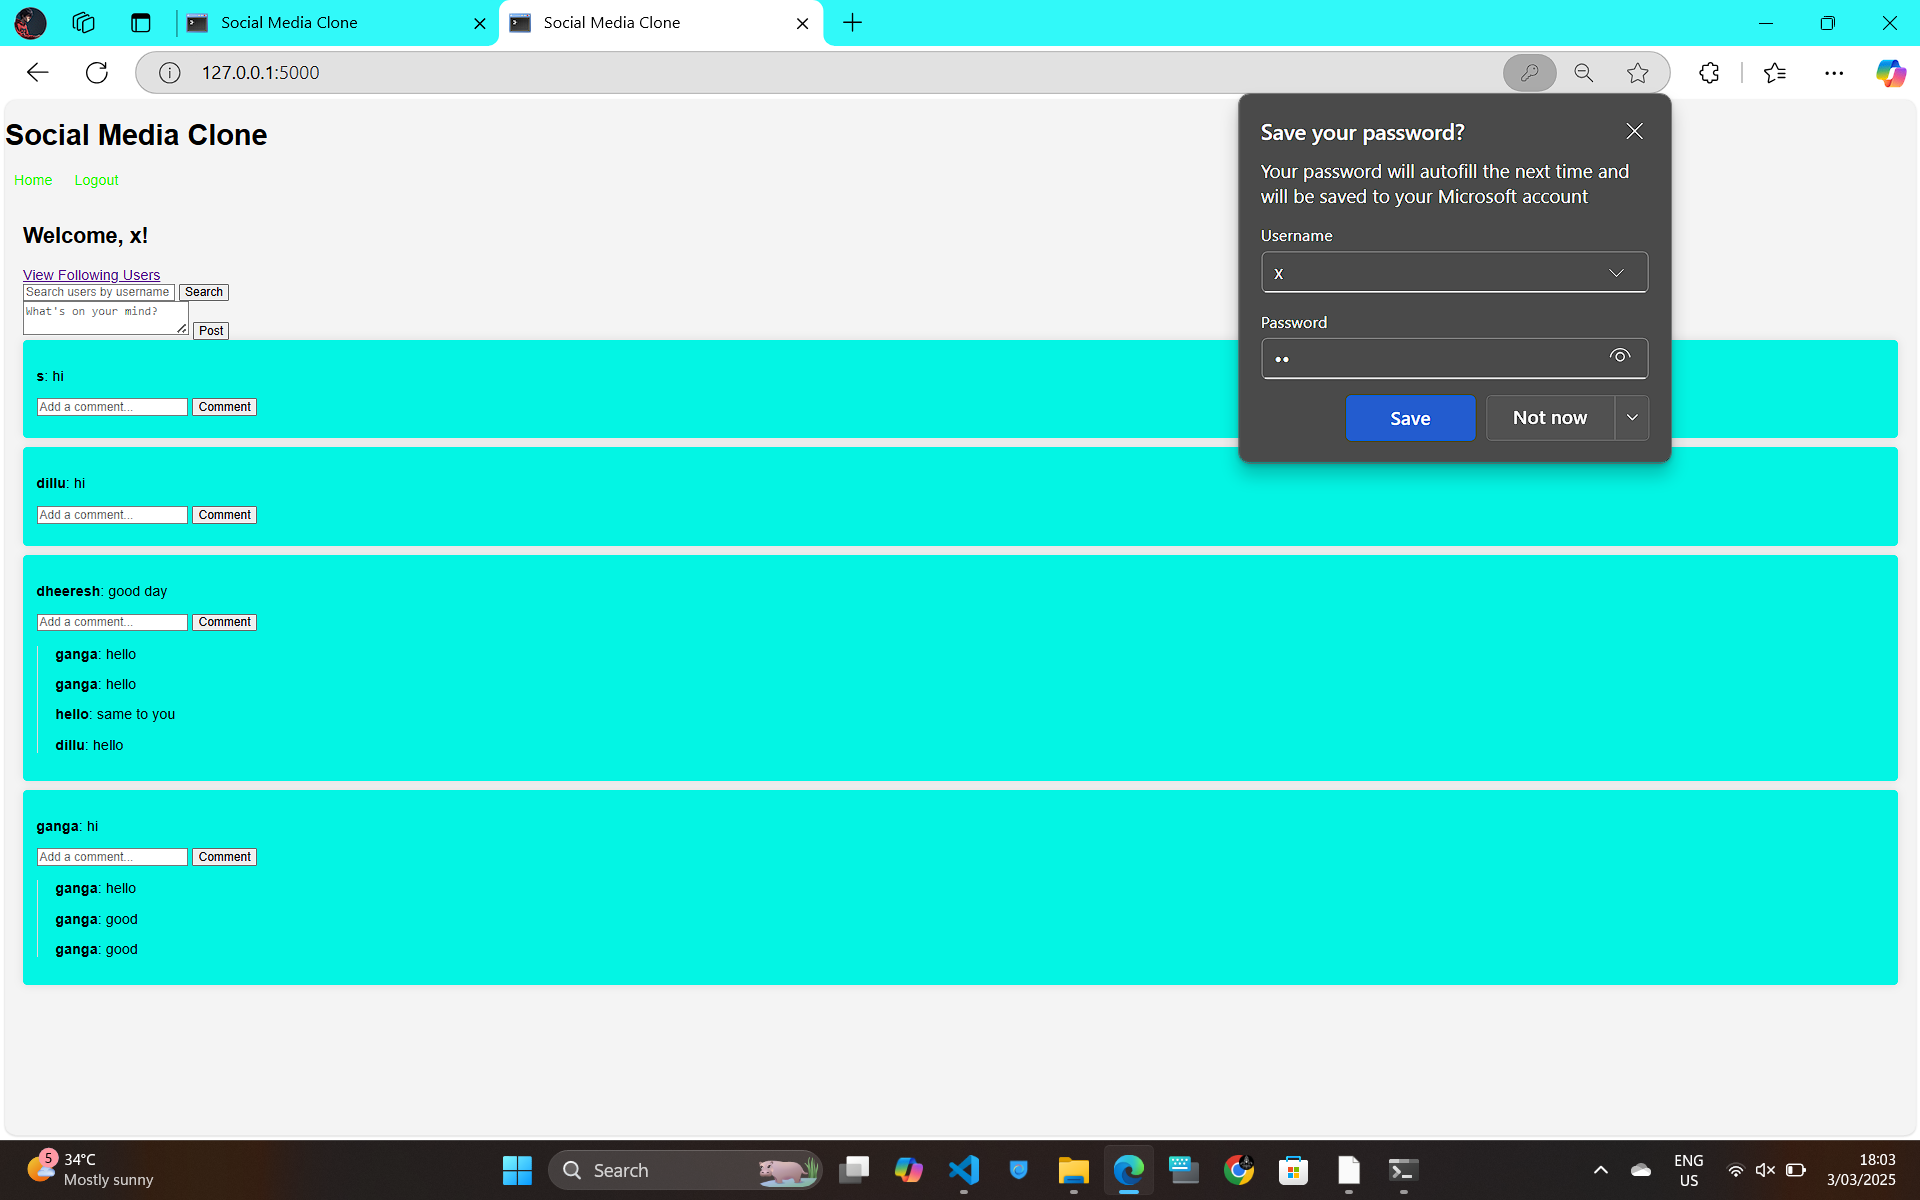 Social Media Clone
Social Media Clone
127.0.0.1:5000
Social Media Clone
Home Logout
Welcome, x!
View Following Users
Search users by username Search
What's on your mind?
Post
s: hi
Add a comment... Comment
dillu: hi
Add a comment... Comment
dheeresh: good day
Add a comment... Comment
ganga: hello
ganga: hello
hello: same to you
dillu: hello
ganga: hi
Add a comment... Comment
ganga: hello
ganga: good
ganga: good
Save your password?
Your password will autofill the next time and
will be saved to your Microsoft account
Username
x
Password
Save Not now
5
34°C
Mostly sunny
Search
ENG
US
18:03
3/03/2025